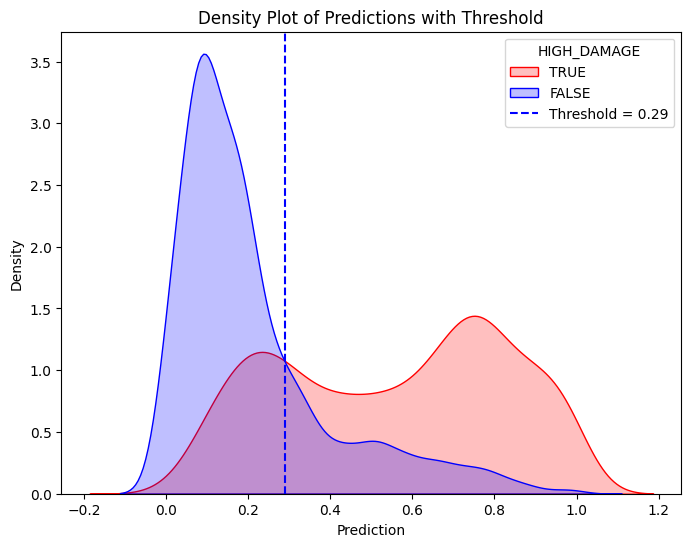 Density Plot of Predictions with Threshold
HIGH_DAMAGE
TRUE
FALSE
Threshold = 0.29
Density
3.5
3.0
2.5
2.0
1.5
1.0
0.5
0.0
−0.2 0.0 0.2 0.4 0.6 0.8 1.0 1.2
Prediction